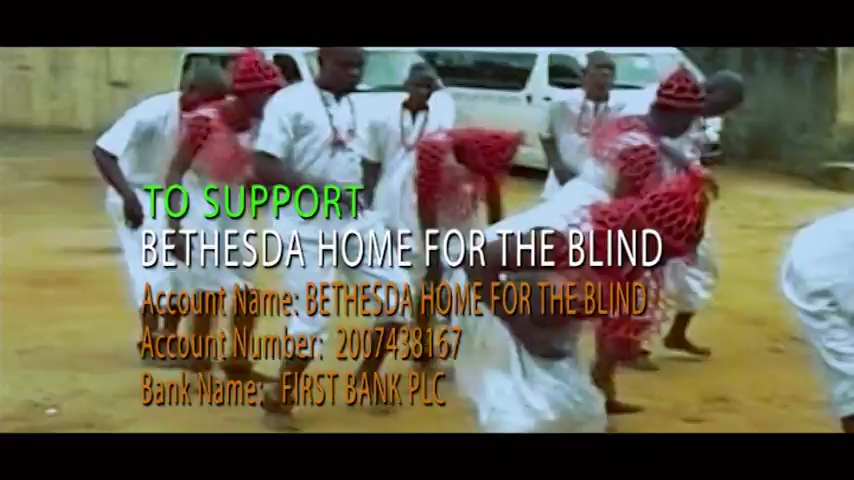 TO SUPPORT
BETHESDA HOME FOR THE BLIND
Account Name: BETHESDA HOME FOR THE BLIND
Account Number: 2007438167
Bank Name: FIRST BANK PLC